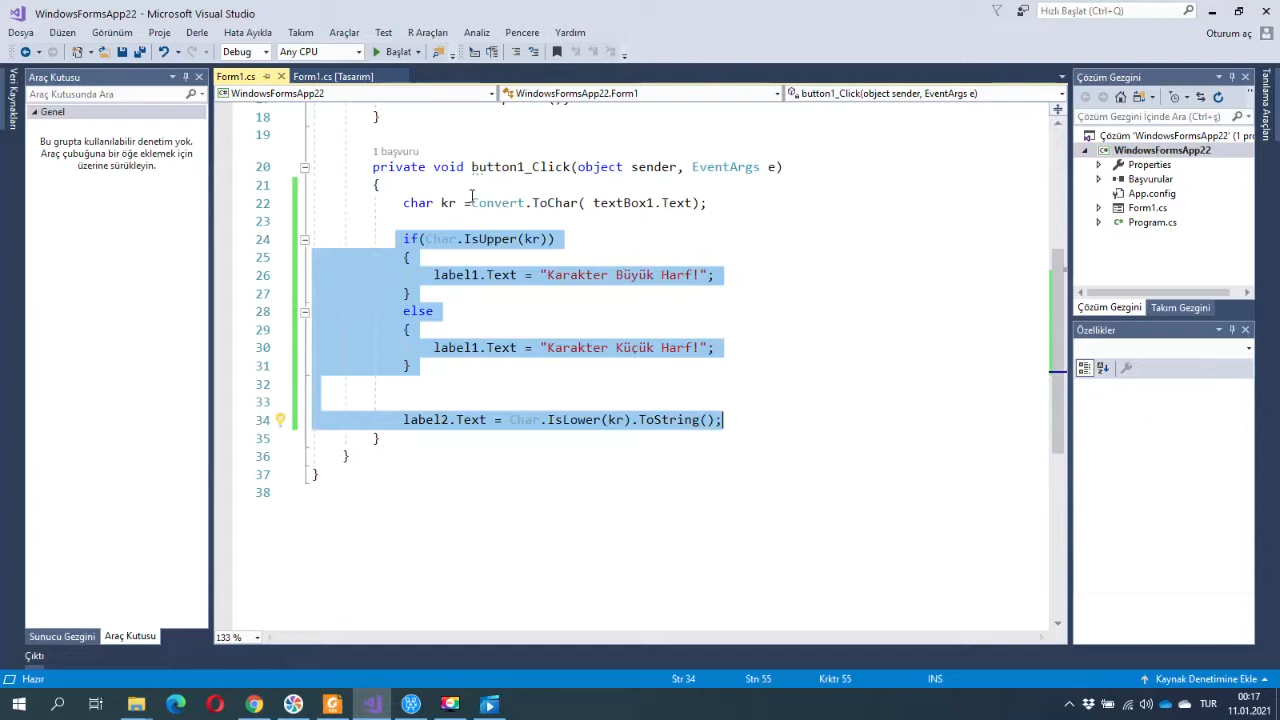 WindowsFormsApp22 - Microsoft Visual Studio
Hızlı Başlat (Ctrl+Q)
Dosya Düzen Görünüm Proje Derle Hata Ayıkla Takım Araçlar Test R Araçları Analiz Pencere Yardım
Oturum aç
Debug Any CPU Başlat
Veri Kaynakları
Araç Kutusu
Araç Kutusunda Ara
Genel
Bu grupta kullanılabilir denetim yok.
Araç çubuğuna bir öğe eklemek için
üzerine sürükleyin.
Sunucu Gezgini Araç Kutusu
Form1.cs Form1.cs [Tasarım]
WindowsFormsApp22 WindowsFormsApp22.Form1 button1_Click(object sender, EventArgs e)
18 }
19
1 başvuru
20 private void button1_Click(object sender, EventArgs e)
21 {
22 char kr =Convert.ToChar( textBox1.Text);
23
24 if(Char.IsUpper(kr))
25 {
26 label1.Text = "Karakter Büyük Harf!";
27 }
28 else
29 {
30 label1.Text = "Karakter Küçük Harf!";
31 }
32
33
34 label2.Text = Char.IsLower(kr).ToString();
35 }
36 }
37 }
38
133 %
Çözüm Gezgini
Çözüm Gezgini İçinde Ara (Ctrl+ş)
Çözüm 'WindowsFormsApp22' (1 pro
WindowsFormsApp22
Properties
Başvurular
App.config
Form1.cs
Program.cs
Çözüm Gezgini Takım Gezgini
Özellikler
Tanılama Araçları
Çıktı
Hazır Str 34 Stn 55 Krktr 55 INS Kaynak Denetimine Ekle
TUR
00:17
11.01.2021